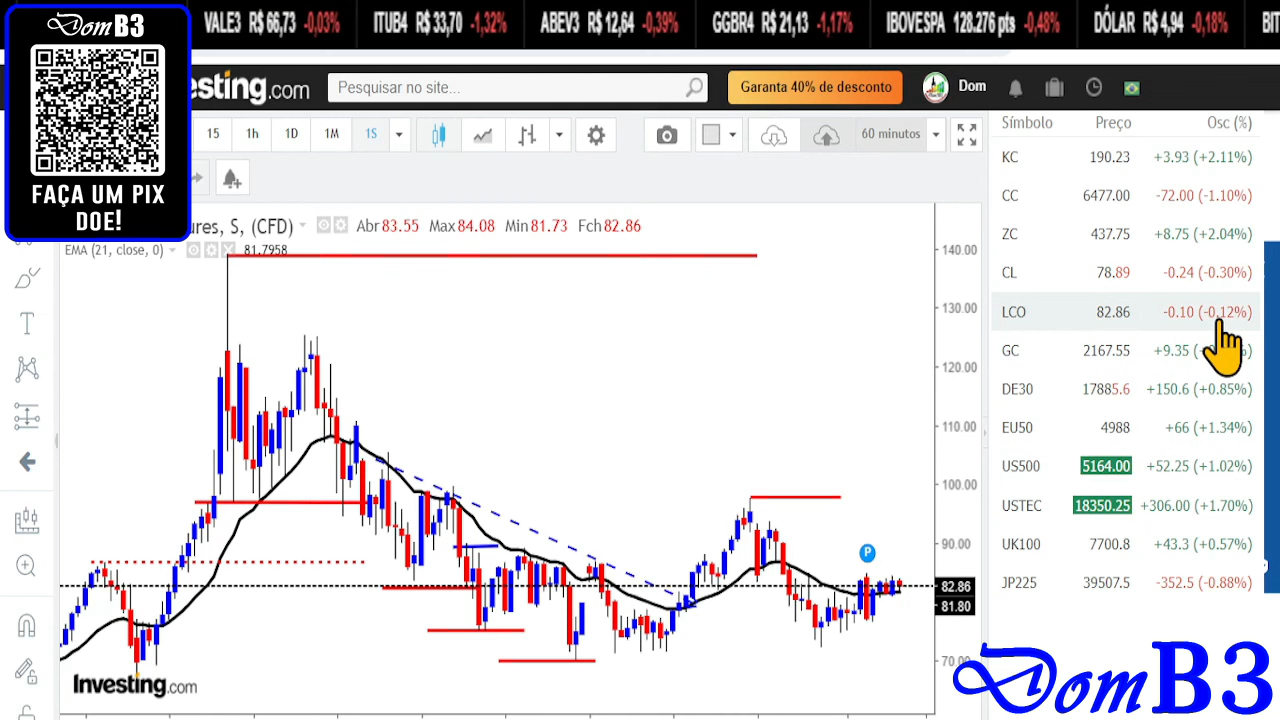 VALE3 R$ 66,73 -0,03% ITUB4 R$ 33,70 -1,32% ABEV3 R$ 12,64 -0,39% GGBR4 R$ 21,13 -1,17% IBOVESPA 128.276 pts -0,48% DÓLAR R$ 4,94 -0,18% BIT
DomB3
FAÇA UM PIX
DOE!
vesting.com
Pesquisar no site...
Garanta 40% de desconto
Dom
15 1h 1D 1M 1S
60 minutos
ures, S, (CFD) Abr 83.55 Max 84.08 Min 81.73 Fch 82.86
EMA (21, close, 0) 81.7958
140.00
130.00
120.00
110.00
100.00
90.00
82.86
81.80
70.00
P
T
Investing.com
Símbolo Preço Osc (%)
KC 190.23 +3.93 (+2.11%)
CC 6477.00 -72.00 (-1.10%)
ZC 437.75 +8.75 (+2.04%)
CL 78.89 -0.24 (-0.30%)
LCO 82.86 -0.10 (-0.12%)
GC 2167.55 +9.35
DE30 17885.6 +150.6 (+0.85%)
EU50 4988 +66 (+1.34%)
US500 5164.00 +52.25 (+1.02%)
USTEC 18350.25 +306.00 (+1.70%)
UK100 7700.8 +43.3 (+0.57%)
JP225 39507.5 -352.5 (-0.88%)
DomB3